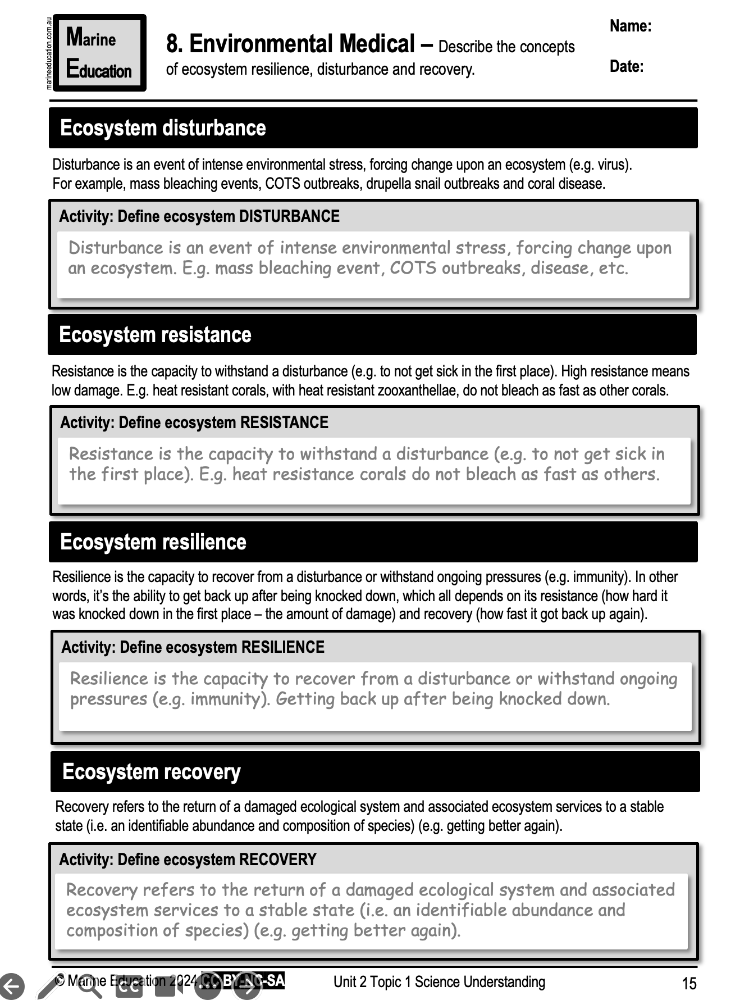 marineeducation.com.au
Marine
Education
8. Environmental Medical – Describe the concepts
of ecosystem resilience, disturbance and recovery.
Name:
Date:
Ecosystem disturbance
Disturbance is an event of intense environmental stress, forcing change upon an ecosystem (e.g. virus).
For example, mass bleaching events, COTS outbreaks, drupella snail outbreaks and coral disease.
Activity: Define ecosystem DISTURBANCE
Disturbance is an event of intense environmental stress, forcing change upon
an ecosystem. E.g. mass bleaching event, COTS outbreaks, disease, etc.
Ecosystem resistance
Resistance is the capacity to withstand a disturbance (e.g. to not get sick in the first place). High resistance means
low damage. E.g. heat resistant corals, with heat resistant zooxanthellae, do not bleach as fast as other corals.
Activity: Define ecosystem RESISTANCE
Resistance is the capacity to withstand a disturbance (e.g. to not get sick in
the first place). E.g. heat resistance corals do not bleach as fast as others.
Ecosystem resilience
Resilience is the capacity to recover from a disturbance or withstand ongoing pressures (e.g. immunity). In other
words, it’s the ability to get back up after being knocked down, which all depends on its resistance (how hard it
was knocked down in the first place – the amount of damage) and recovery (how fast it got back up again).
Activity: Define ecosystem RESILIENCE
Resilience is the capacity to recover from a disturbance or withstand ongoing
pressures (e.g. immunity). Getting back up after being knocked down.
Ecosystem recovery
Recovery refers to the return of a damaged ecological system and associated ecosystem services to a stable
state (i.e. an identifiable abundance and composition of species) (e.g. getting better again).
Activity: Define ecosystem RECOVERY
Recovery refers to the return of a damaged ecological system and associated
ecosystem services to a stable state (i.e. an identifiable abundance and
composition of species) (e.g. getting better again).
© Marine Education 2024 CC BY-NC-SA
CC
Unit 2 Topic 1 Science Understanding
15